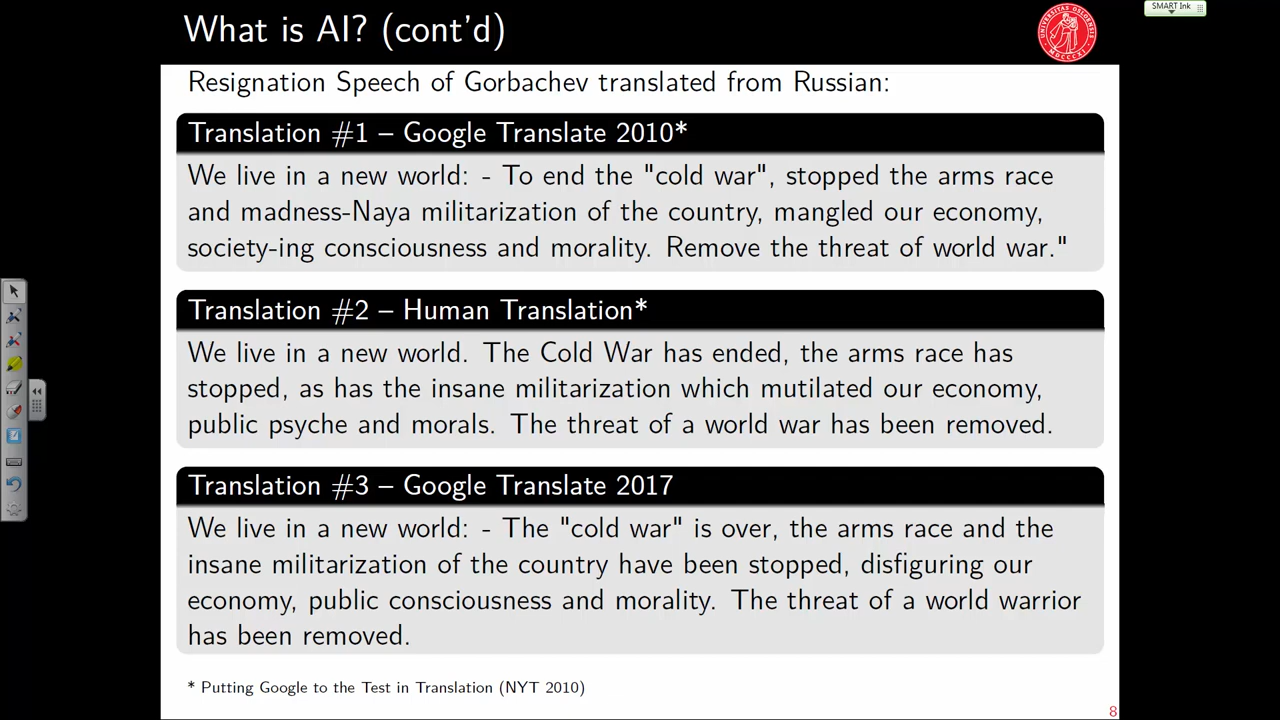 What is AI? (cont'd)
UNIVERSITAS OSLOENSIS
MDCCCXI
SMART Ink
Resignation Speech of Gorbachev translated from Russian:
Translation #1 – Google Translate 2010*
We live in a new world: - To end the "cold war", stopped the arms race
and madness-Naya militarization of the country, mangled our economy,
society-ing consciousness and morality. Remove the threat of world war."
Translation #2 – Human Translation*
We live in a new world. The Cold War has ended, the arms race has
stopped, as has the insane militarization which mutilated our economy,
public psyche and morals. The threat of a world war has been removed.
Translation #3 – Google Translate 2017
We live in a new world: - The "cold war" is over, the arms race and the
insane militarization of the country have been stopped, disfiguring our
economy, public consciousness and morality. The threat of a world warrior
has been removed.
* Putting Google to the Test in Translation (NYT 2010)
8